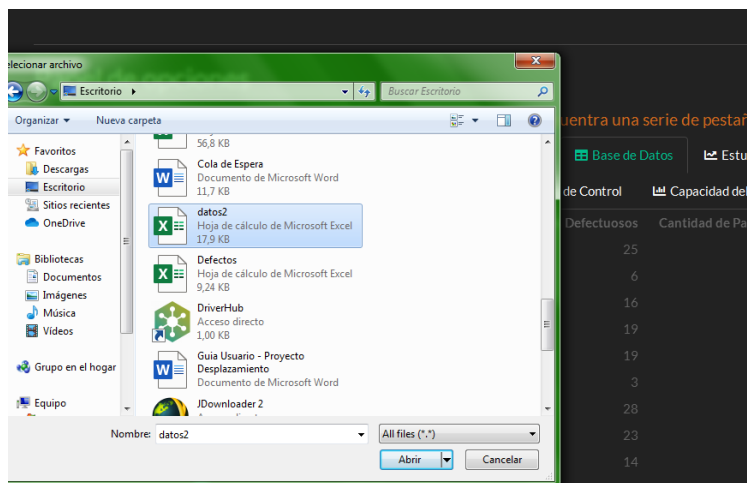 elecionar archivo
Escritorio
Buscar Escritorio
Organizar
Nueva carpeta
Favoritos
Descargas
Escritorio
Sitios recientes
OneDrive
Bibliotecas
Documentos
Imágenes
Música
Vídeos
Grupo en el hogar
Equipo
56,8 KB
Cola de Espera
Documento de Microsoft Word
11,7 KB
datos2
Hoja de cálculo de Microsoft Excel
17,9 KB
Defectos
Hoja de cálculo de Microsoft Excel
9,24 KB
DriverHub
Acceso directo
1,00 KB
Guia Usuario - Proyecto
Desplazamiento
Documento de Microsoft Word
JDownloader 2
Nombre: datos2
All files (*.*)
Abrir
Cancelar
uentra una serie de pestañ
Base de Datos
Estu
de Control
Capacidad del
Defectuosos
Cantidad de Pa
25
6
16
19
19
3
28
23
14